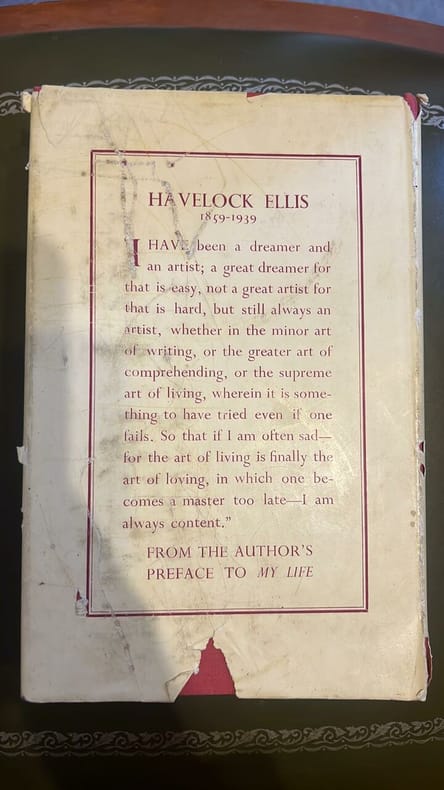 HAVELOCK ELLIS
1859-1939
I HAVE been a dreamer and
an artist; a great dreamer for
that is easy, not a great artist for
that is hard, but still always an
artist, whether in the minor art
of writing, or the greater art of
comprehending, or the supreme
art of living, wherein it is some-
thing to have tried even if one
fails. So that if I am often sad—
for the art of living is finally the
art of loving, in which one be-
comes a master too late—I am
always content.”
FROM THE AUTHOR'S
PREFACE TO MY LIFE